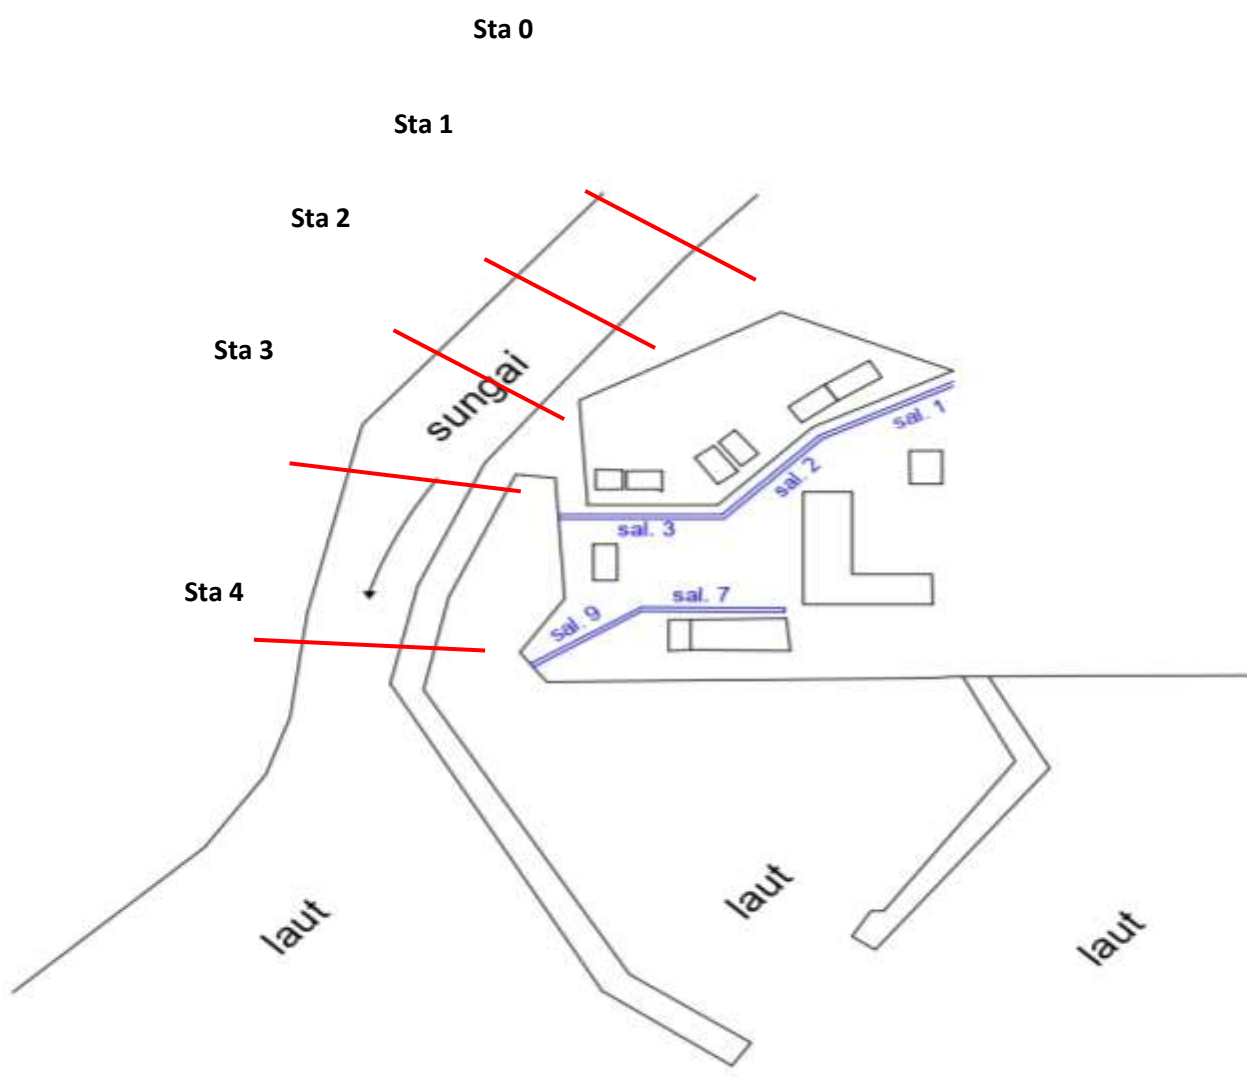 Sta 0
Sta 1
Sta 2
Sta 3
sungai
sal. 1
sal. 2
sal. 3
Sta 4
sal. 7
sal. 9
laut
laut
laut